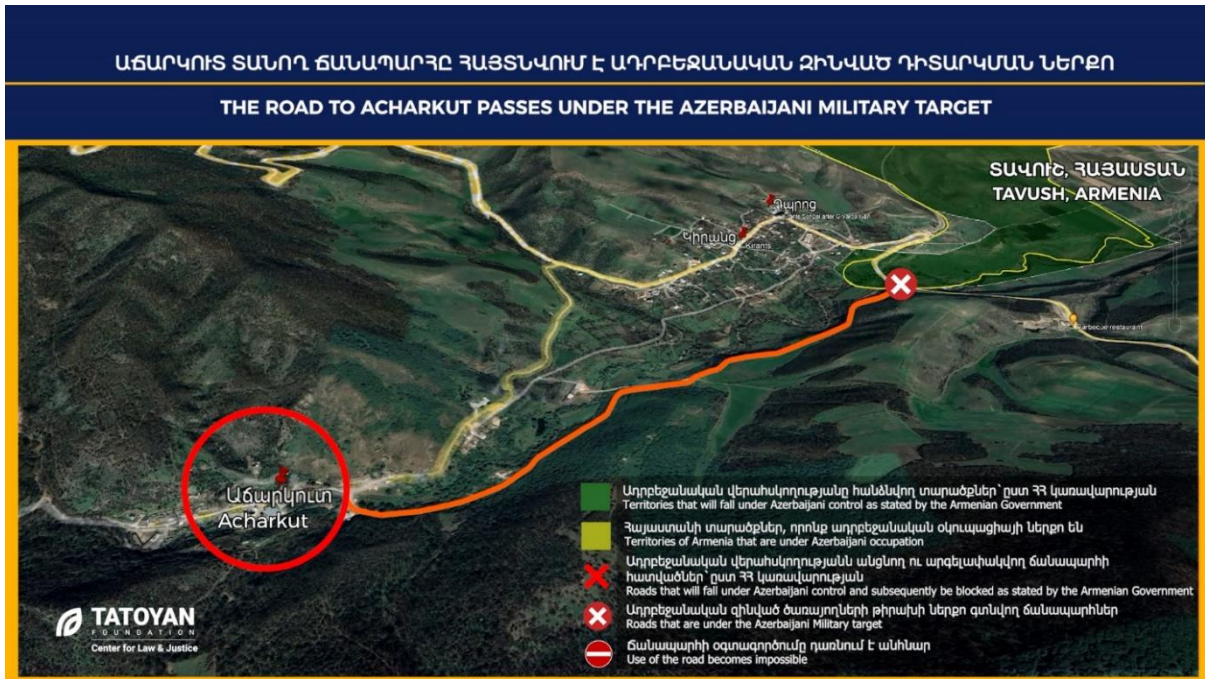 ԱՃԱՐԿՈՒՏ ՏԱՆՈՂ ՃԱՆԱՊԱՐՀԸ ՀԱՅՏՆՎՈՒՄ Է ԱԴՐԲԵՋԱՆԱԿԱՆ ԶԻՆՎԱԾ ԴԻՏԱՐԿՄԱՆ ՆԵՐՔՈ
THE ROAD TO ACHARKUT PASSES UNDER THE AZERBAIJANI MILITARY TARGET
ՏԱՎՈՒՇ, ՀԱՅԱՍՏԱՆ
TAVUSH, ARMENIA
Դպրոց
Կիրանց
Kirants
Barbecue restaurant
Աճարկուտ
Acharkut
Ադրբեջանական վերահսկողությանը հանձնվող տարածքներ՝ ըստ ՀՀ կառավարության
Territories that will fall under Azerbaijani control as stated by the Armenian Government
Հայաստանի տարածքներ, որոնք ադրբեջանական օկուպացիայի ներքո են
Territories of Armenia that are under Azerbaijani occupation
Ադրբեջանական վերահսկողությանն անցնող ու արգելափակվող ճանապարհի
հատվածներ՝ ըստ ՀՀ կառավարության
Roads that will fall under Azerbaijani control and subsequently be blocked as stated by the Armenian Government
Ադրբեջանական զինված ծառայողների թիրախի ներքո գտնվող ճանապարհներ
Roads that are under the Azerbaijani Military target
Ճանապարհի օգտագործումը դառնում է անհնար
Use of the road becomes impossible
TATOYAN
FOUNDATION
Center for Law & Justice